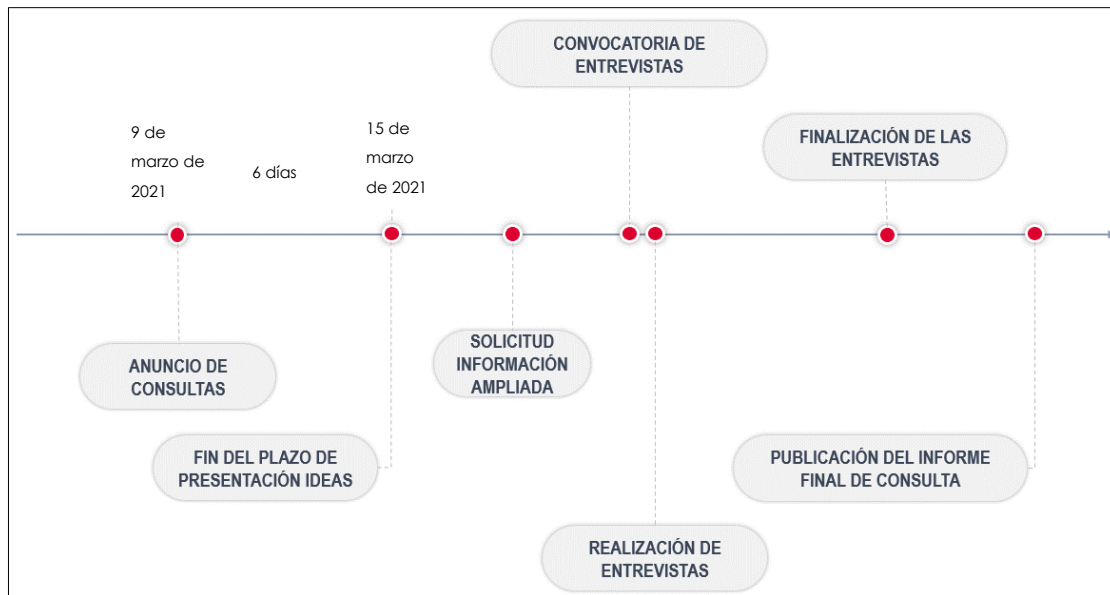 CONVOCATORIA DE
ENTREVISTAS
9 de
marzo de
2021
6 días
15 de
marzo
de 2021
FINALIZACIÓN DE LAS
ENTREVISTAS
ANUNCIO DE
CONSULTAS
SOLICITUD
INFORMACIÓN
AMPLIADA
FIN DEL PLAZO DE
PRESENTACIÓN IDEAS
PUBLICACIÓN DEL INFORME
FINAL DE CONSULTA
REALIZACIÓN DE
ENTREVISTAS